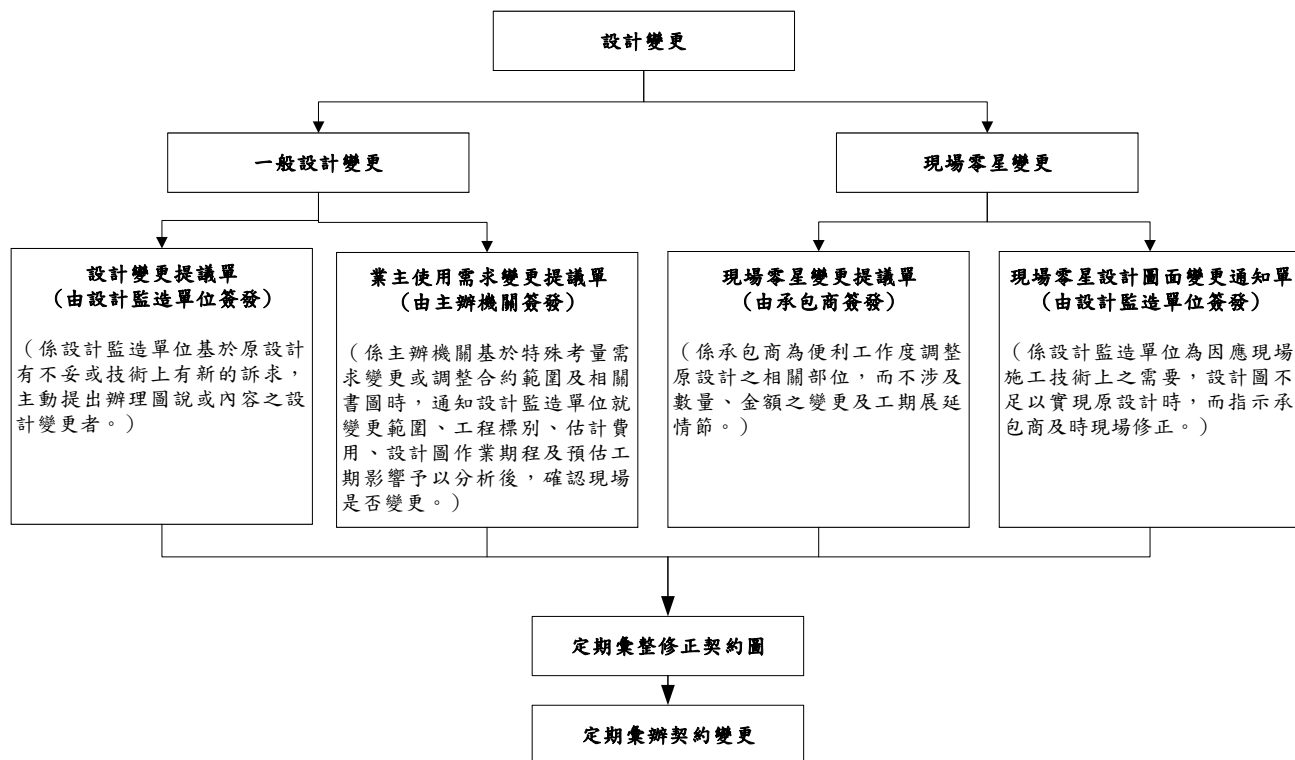 設計變更
一般設計變更
現場零星變更
設計變更提議單
（由設計監造單位簽發）
（係設計監造單位基於原設計
有不妥或技術上有新的訴求，
主動提出辦理圖說或內容之設
計變更者。）
業主使用需求變更提議單
（由主辦機關簽發）
（係主辦機關基於特殊考量需
求變更或調整合約範圍及相關
書圖時，通知設計監造單位就
變更範圍、工程標別、估計費
用、設計圖作業期程及預估工
期影響予以分析後，確認現場
是否變更。）
現場零星變更提議單
（由承包商簽發）
（係承包商為便利工作度調整
原設計之相關部位，而不涉及
數量、金額之變更及工期展延
情節。）
現場零星設計圖面變更通知單
（由設計監造單位簽發）
（係設計監造單位為因應現場
施工技術上之需要，設計圖不
足以實現原設計時，而指示承
包商及時現場修正。）
定期彙整修正契約圖
定期彙辦契約變更